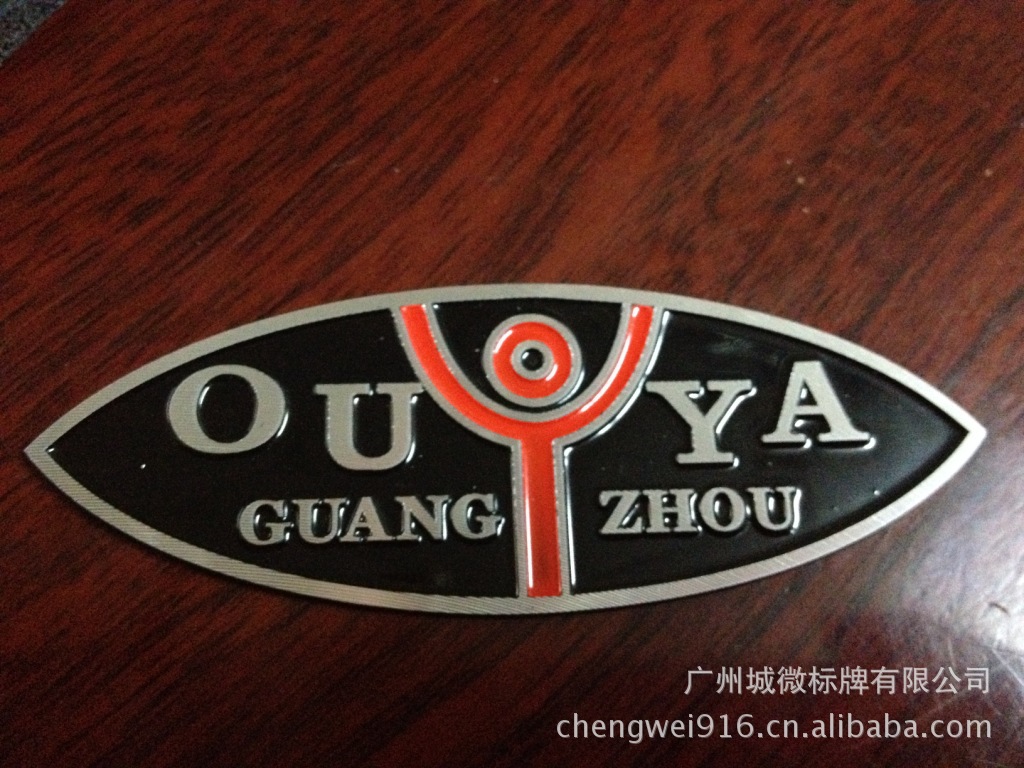 OU YA
GUANG ZHOU
广州城微标牌有限公司
chengwei916.cn.alibaba.com